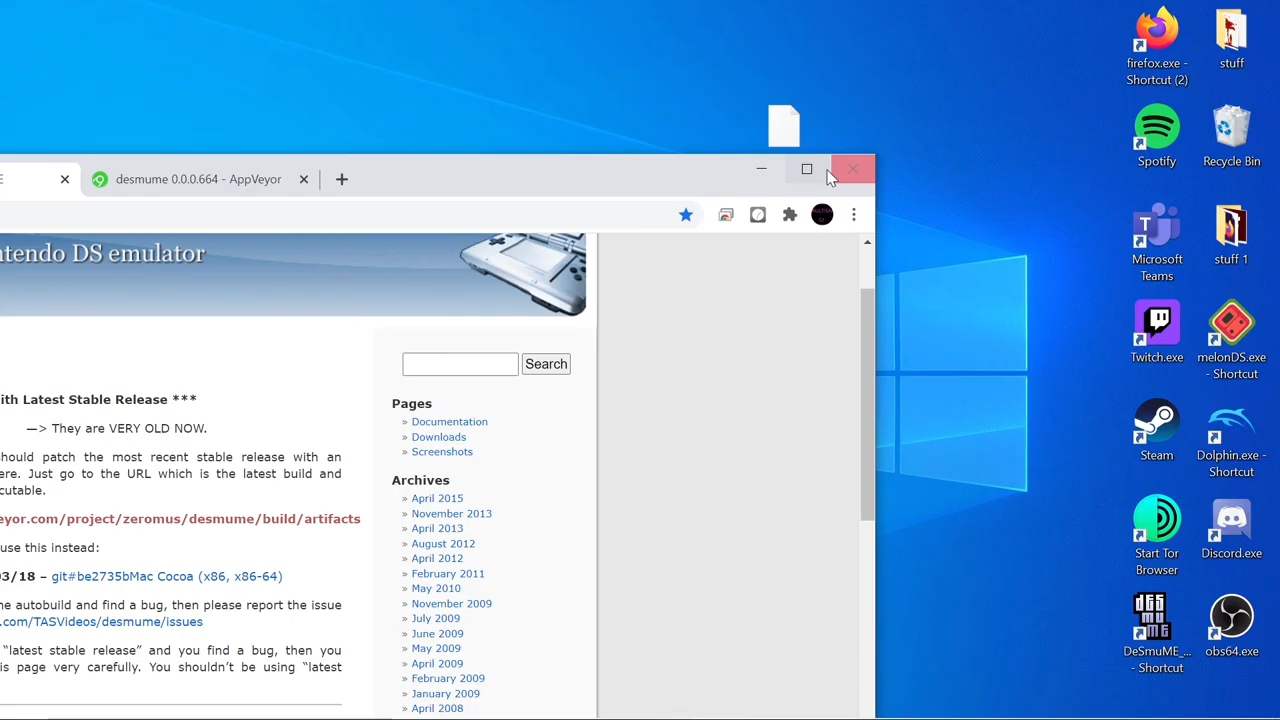 firefox.exe -
Shortcut (2)
stuff
Spotify
Recycle Bin
desmume 0.0.0.664 - AppVeyor
Microsoft
Teams
stuff 1
ntendo DS emulator
Twitch.exe
melonDS.exe
- Shortcut
Search
ith Latest Stable Release ***
—> They are VERY OLD NOW.
Pages
» Documentation
» Downloads
» Screenshots
hould patch the most recent stable release with an
ere. Just go to the URL which is the latest build and
cutable.
Steam
Dolphin.exe -
Shortcut
Archives
» April 2015
» November 2013
» April 2013
» August 2012
» April 2012
» February 2011
» May 2010
» November 2009
» July 2009
» June 2009
» May 2009
» April 2009
» February 2009
» January 2009
» April 2008
eyor.com/project/zeromus/desmume/build/artifacts
use this instead:
03/18 – git#be2735bMac Cocoa (x86, x86-64)
he autobuild and find a bug, then please report the issue
.com/TASVideos/desmume/issues
“latest stable release” and you find a bug, then you
is page very carefully. You shouldn’t be using “latest
Start Tor
Browser
Discord.exe
DES
MU
ME
DeSmuME_...
- Shortcut
obs64.exe